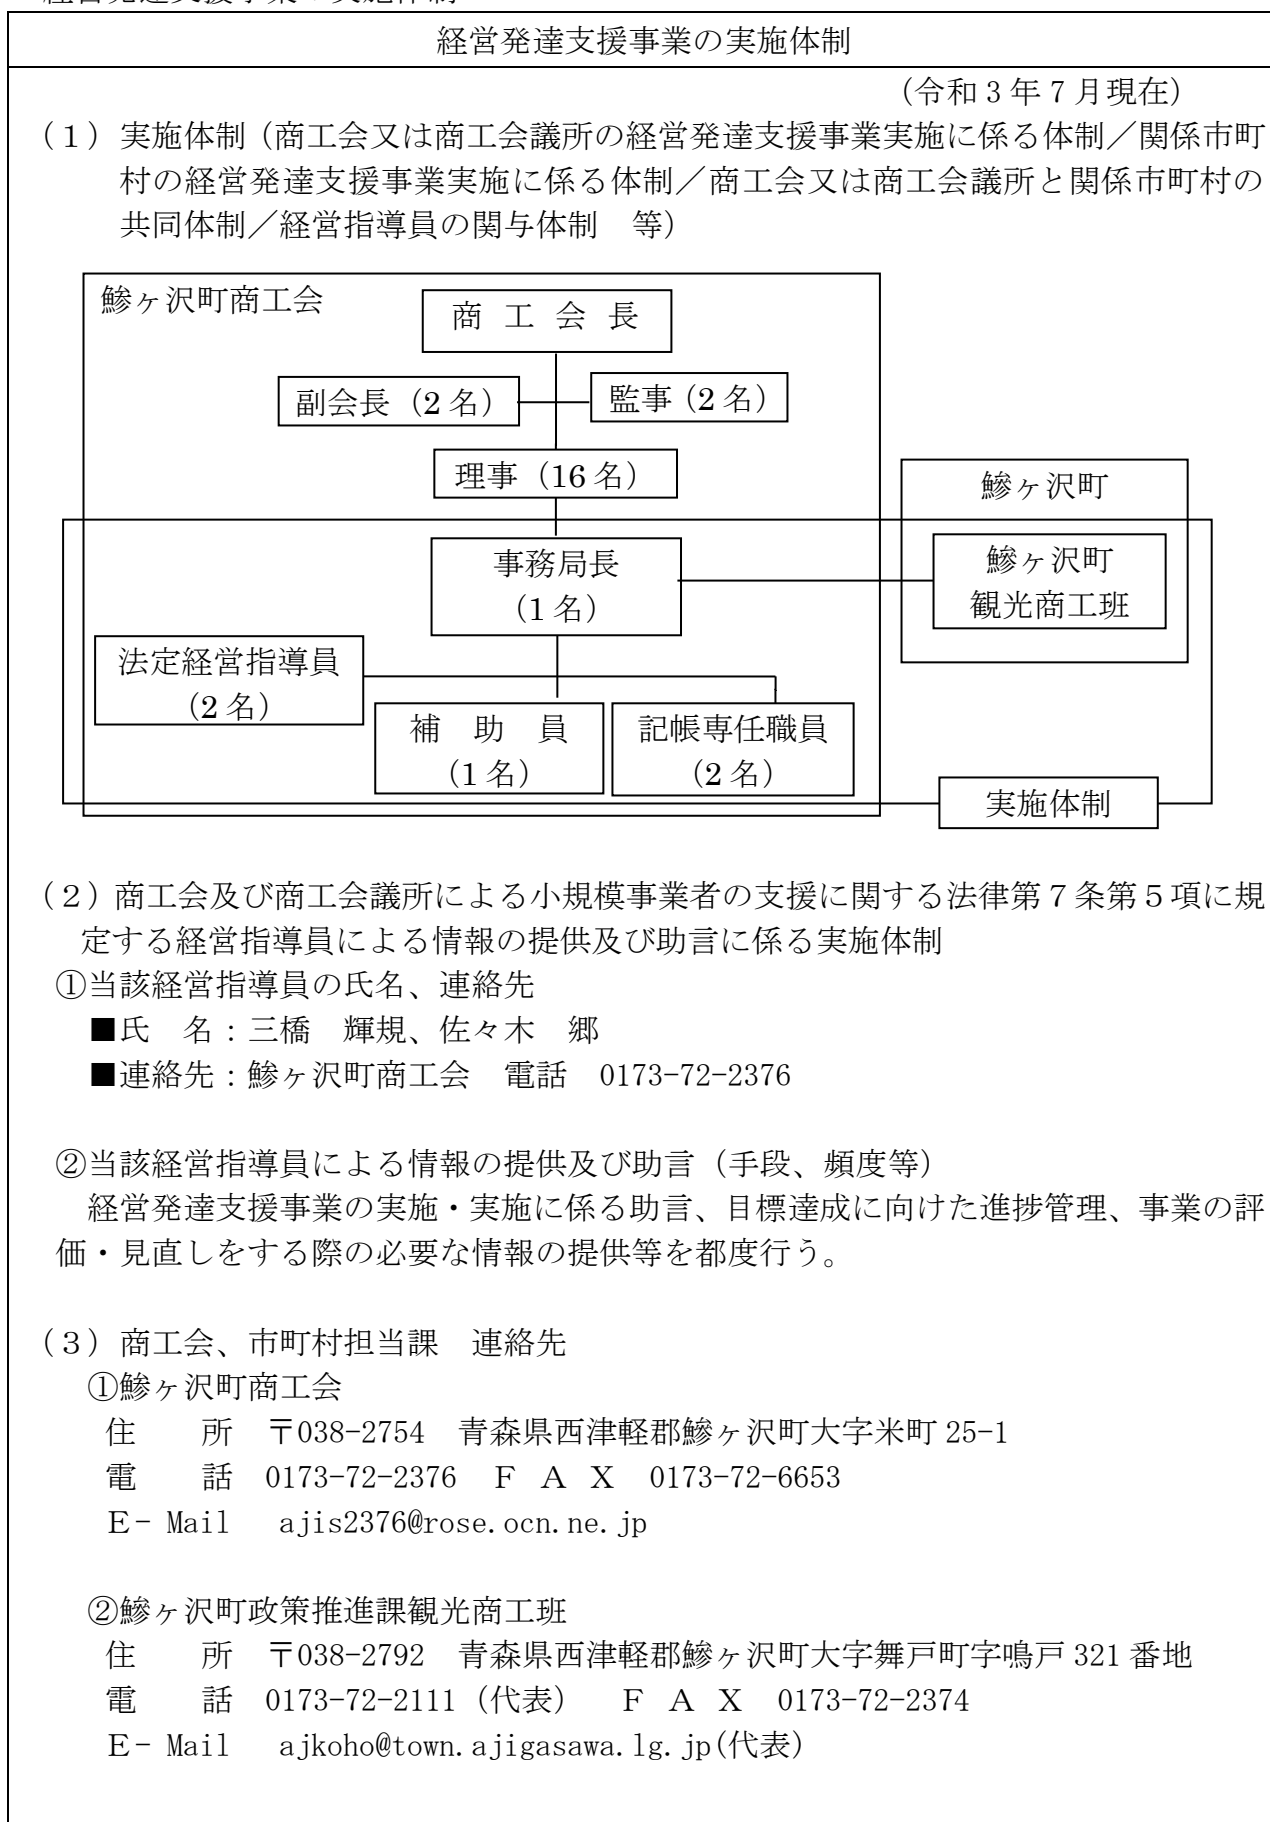 経営発達支援事業の実施体制
（令和 3 年 7 月現在）
（１）実施体制（商工会又は商工会議所の経営発達支援事業実施に係る体制／関係市町
村の経営発達支援事業実施に係る体制／商工会又は商工会議所と関係市町村の
共同体制／経営指導員の関与体制　等）
鰺ヶ沢町商工会
商 工 会 長
副会長（2 名）
監事（2 名）
理事（16 名）
鰺ヶ沢町
事務局長
（1 名）
鰺ヶ沢町
観光商工班
法定経営指導員
（2 名）
補　助　員
（1 名）
記帳専任職員
（2 名）
実施体制
（２）商工会及び商工会議所による小規模事業者の支援に関する法律第７条第５項に規
定する経営指導員による情報の提供及び助言に係る実施体制
①当該経営指導員の氏名、連絡先
■氏　名：三橋　輝規、佐々木　郷
■連絡先：鰺ヶ沢町商工会　電話　0173-72-2376
②当該経営指導員による情報の提供及び助言（手段、頻度等）
経営発達支援事業の実施・実施に係る助言、目標達成に向けた進捗管理、事業の評
価・見直しをする際の必要な情報の提供等を都度行う。
（３）商工会、市町村担当課　連絡先
①鰺ヶ沢町商工会
住　　所　〒038-2754　青森県西津軽郡鰺ヶ沢町大字米町 25-1
電　　話　0173-72-2376　Ｆ Ａ Ｘ　0173-72-6653
Ｅ- Mail　ajis2376@rose.ocn.ne.jp
②鰺ヶ沢町政策推進課観光商工班
住　　所　〒038-2792　青森県西津軽郡鰺ヶ沢町大字舞戸町字鳴戸 321 番地
電　　話　0173-72-2111（代表）　Ｆ Ａ Ｘ　0173-72-2374
Ｅ- Mail　ajkoho@town.ajigasawa.lg.jp(代表)